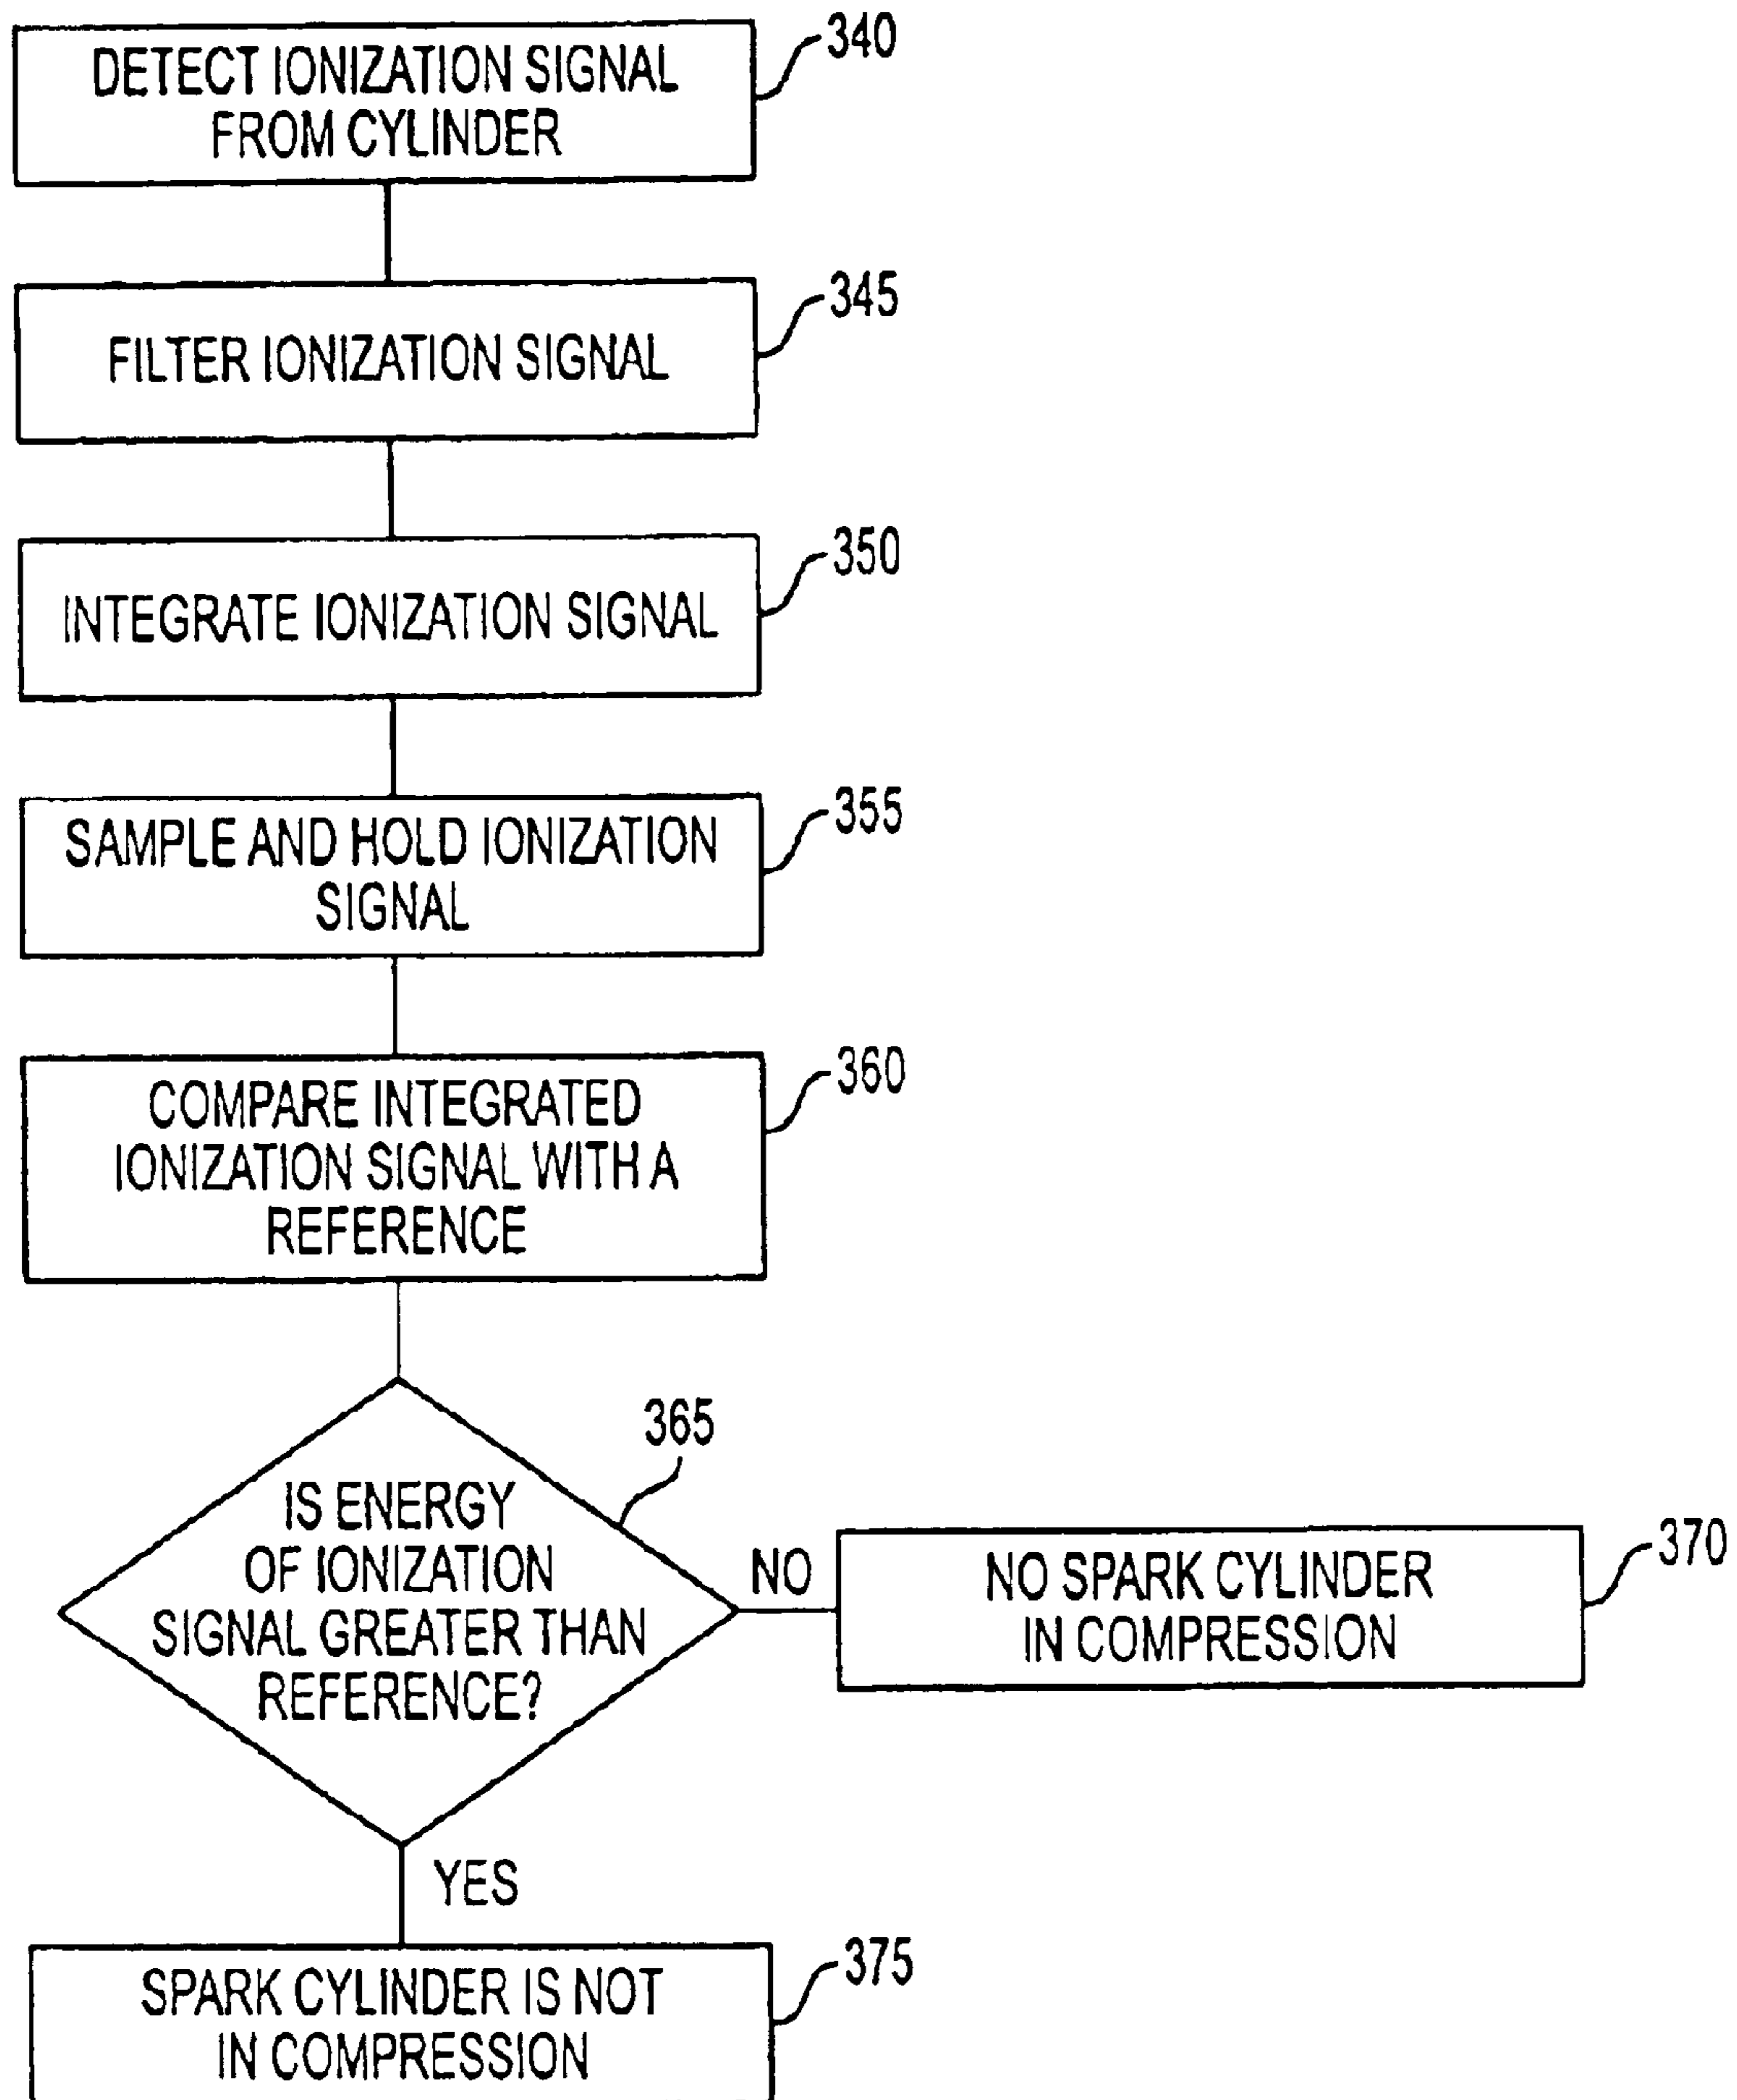 340
DETECT IONIZATION SIGNAL
FROM CYLINDER
345
FILTER IONIZATION SIGNAL
350
INTEGRATE IONIZATION SIGNAL
355
SAMPLE AND HOLD IONIZATION
SIGNAL
360
COMPARE INTEGRATED
IONIZATION SIGNAL WITH A
REFERENCE
365
IS ENERGY
OF IONIZATION
SIGNAL GREATER THAN
REFERENCE?
NO
370
NO SPARK CYLINDER
IN COMPRESSION
YES
375
SPARK CYLINDER IS NOT
IN COMPRESSION